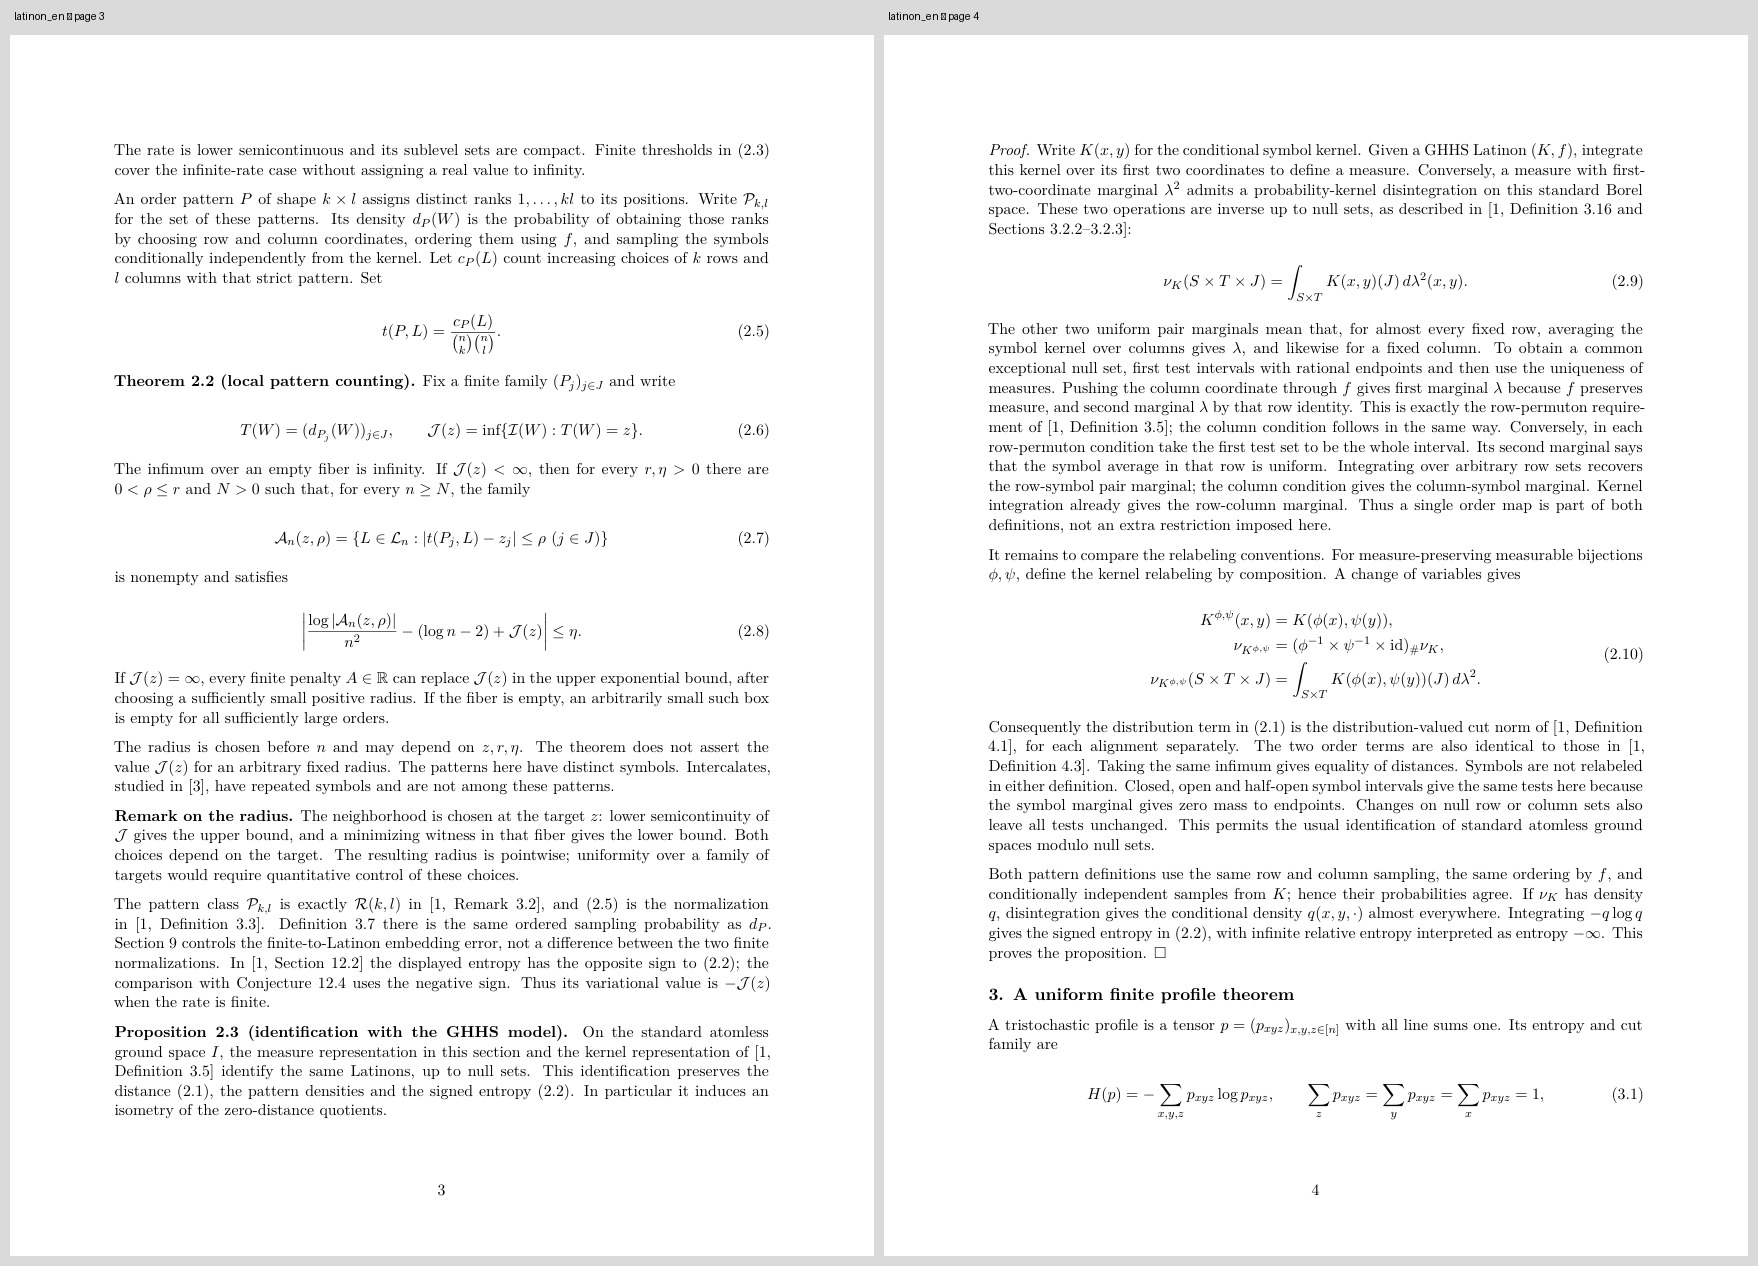 latinon_en page 3
The rate is lower semicontinuous and its sublevel sets are compact. Finite thresholds in (2.3)
cover the infinite-rate case without assigning a real value to infinity.
An order pattern P of shape k × l assigns distinct ranks 1, . . . , kl to its positions. Write 𝒫_{k,l}
for the set of these patterns. Its density d_P(W) is the probability of obtaining those ranks
by choosing row and column coordinates, ordering them using f, and sampling the symbols
conditionally independently from the kernel. Let c_P(L) count increasing choices of k rows and
l columns with that strict pattern. Set
t(P, L) = c_P(L) / (\binom{n}{k}\binom{n}{l}). (2.5)
Theorem 2.2 (local pattern counting). Fix a finite family (P_j)_{j∈J} and write
T(W) = (d_{P_j}(W))_{j∈J}, 𝒥(z) = inf{ℐ(W) : T(W) = z}. (2.6)
The infimum over an empty fiber is infinity. If 𝒥(z) < ∞, then for every r, η > 0 there are
0 < ρ ≤ r and N > 0 such that, for every n ≥ N, the family
𝒜_n(z, ρ) = {L ∈ ℒ_n : |t(P_j, L) − z_j| ≤ ρ (j ∈ J)} (2.7)
is nonempty and satisfies
| log |𝒜_n(z, ρ)| / n² − (log n − 2) + 𝒥(z) | ≤ η. (2.8)
If 𝒥(z) = ∞, every finite penalty A ∈ ℝ can replace 𝒥(z) in the upper exponential bound, after
choosing a sufficiently small positive radius. If the fiber is empty, an arbitrarily small such box
is empty for all sufficiently large orders.
The radius is chosen before n and may depend on z, r, η. The theorem does not assert the
value 𝒥(z) for an arbitrary fixed radius. The patterns here have distinct symbols. Intercalates,
studied in [3], have repeated symbols and are not among these patterns.
Remark on the radius. The neighborhood is chosen at the target z: lower semicontinuity of
𝒥 gives the upper bound, and a minimizing witness in that fiber gives the lower bound. Both
choices depend on the target. The resulting radius is pointwise; uniformity over a family of
targets would require quantitative control of these choices.
The pattern class 𝒫_{k,l} is exactly ℛ(k, l) in [1, Remark 3.2], and (2.5) is the normalization
in [1, Definition 3.3]. Definition 3.7 there is the same ordered sampling probability as d_P.
Section 9 controls the finite-to-Latinon embedding error, not a difference between the two finite
normalizations. In [1, Section 12.2] the displayed entropy has the opposite sign to (2.2); the
comparison with Conjecture 12.4 uses the negative sign. Thus its variational value is −𝒥(z)
when the rate is finite.
Proposition 2.3 (identification with the GHHS model). On the standard atomless
ground space I, the measure representation in this section and the kernel representation of [1,
Definition 3.5] identify the same Latinons, up to null sets. This identification preserves the
distance (2.1), the pattern densities and the signed entropy (2.2). In particular it induces an
isometry of the zero-distance quotients.
3
latinon_en page 4
Proof. Write K(x, y) for the conditional symbol kernel. Given a GHHS Latinon (K, f), integrate
this kernel over its first two coordinates to define a measure. Conversely, a measure with first-
two-coordinate marginal λ² admits a probability-kernel disintegration on this standard Borel
space. These two operations are inverse up to null sets, as described in [1, Definition 3.16 and
Sections 3.2.2–3.2.3]:
ν_K(S × T × J) = ∫_{S×T} K(x, y)(J) dλ²(x, y). (2.9)
The other two uniform pair marginals mean that, for almost every fixed row, averaging the
symbol kernel over columns gives λ, and likewise for a fixed column. To obtain a common
exceptional null set, first test intervals with rational endpoints and then use the uniqueness of
measures. Pushing the column coordinate through f gives first marginal λ because f preserves
measure, and second marginal λ by that row identity. This is exactly the row-permuton require-
ment of [1, Definition 3.5]; the column condition follows in the same way. Conversely, in each
row-permuton condition take the first test set to be the whole interval. Its second marginal says
that the symbol average in that row is uniform. Integrating over arbitrary row sets recovers
the row-symbol pair marginal; the column condition gives the column-symbol marginal. Kernel
integration already gives the row-column marginal. Thus a single order map is part of both
definitions, not an extra restriction imposed here.
It remains to compare the relabeling conventions. For measure-preserving measurable bijections
ϕ, ψ, define the kernel relabeling by composition. A change of variables gives
K^{ϕ,ψ}(x, y) = K(ϕ(x), ψ(y)),
ν_{K^{ϕ,ψ}} = (ϕ^{−1} × ψ^{−1} × id)_# ν_K, (2.10)
ν_{K^{ϕ,ψ}}(S × T × J) = ∫_{S×T} K(ϕ(x), ψ(y))(J) dλ².
Consequently the distribution term in (2.1) is the distribution-valued cut norm of [1, Definition
4.1], for each alignment separately. The two order terms are also identical to those in [1,
Definition 4.3]. Taking the same infimum gives equality of distances. Symbols are not relabeled
in either definition. Closed, open and half-open symbol intervals give the same tests here because
the symbol marginal gives zero mass to endpoints. Changes on null row or column sets also
leave all tests unchanged. This permits the usual identification of standard atomless ground
spaces modulo null sets.
Both pattern definitions use the same row and column sampling, the same ordering by f, and
conditionally independent samples from K; hence their probabilities agree. If ν_K has density
q, disintegration gives the conditional density q(x, y, ·) almost everywhere. Integrating −q log q
gives the signed entropy in (2.2), with infinite relative entropy interpreted as entropy −∞. This
proves the proposition. □
3. A uniform finite profile theorem
A tristochastic profile is a tensor p = (p_{xyz})_{x,y,z∈[n]} with all line sums one. Its entropy and cut
family are
H(p) = − ∑_{x,y,z} p_{xyz} log p_{xyz}, ∑_z p_{xyz} = ∑_y p_{xyz} = ∑_x p_{xyz} = 1, (3.1)
4